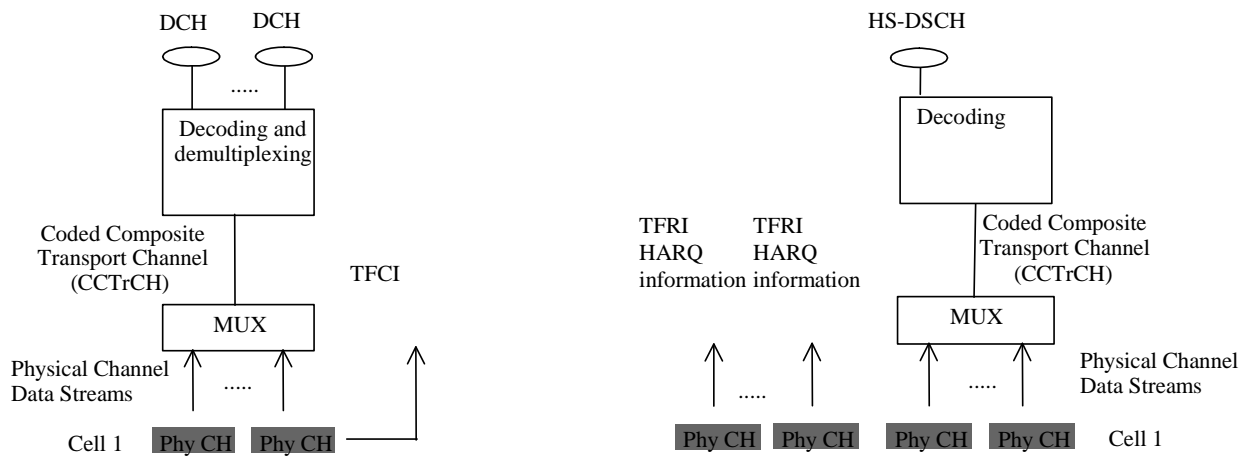 DCH DCH
.....
Decoding and
demultiplexing
Coded Composite
Transport Channel
(CCTrCH)
TFCI
MUX
Physical Channel
Data Streams
.....
Cell 1 Phy CH Phy CH
HS-DSCH
Decoding
TFRI TFRI
HARQ HARQ
information information
Coded Composite
Transport Channel
(CCTrCH)
MUX
Physical Channel
Data Streams
..... .....
Phy CH Phy CH Phy CH Phy CH Cell 1